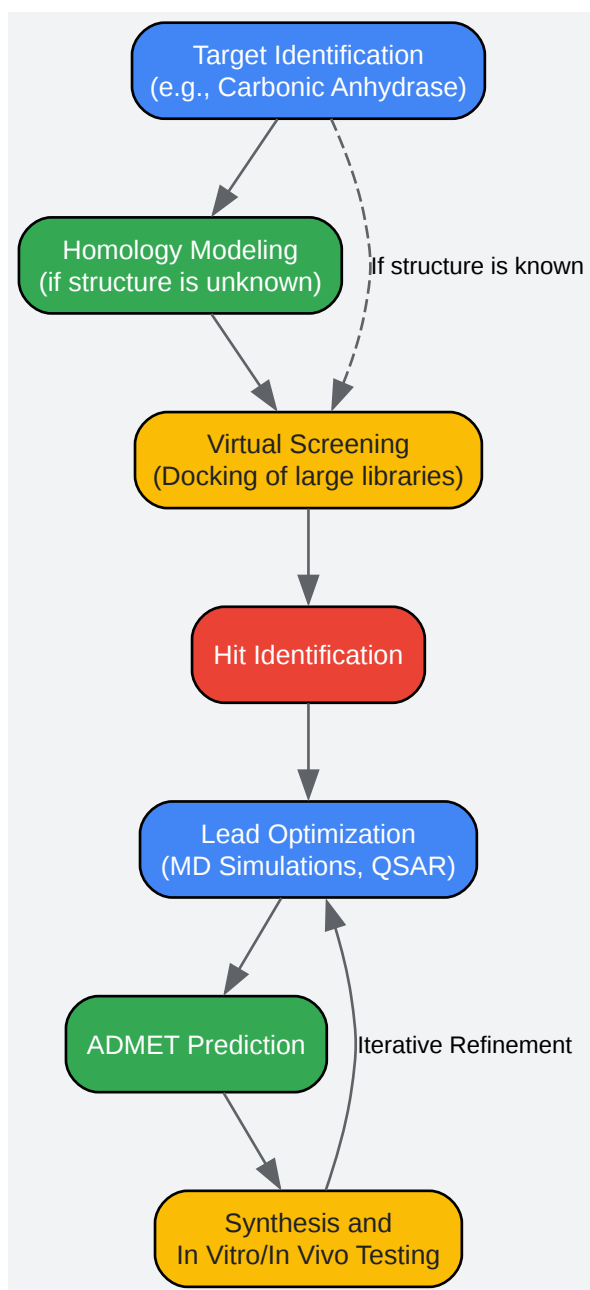 Target Identification
(e.g., Carbonic Anhydrase)
Homology Modeling
(if structure is unknown)
If structure is known
Virtual Screening
(Docking of large libraries)
Hit Identification
Lead Optimization
(MD Simulations, QSAR)
ADMET Prediction
Iterative Refinement
Synthesis and
In Vitro/In Vivo Testing